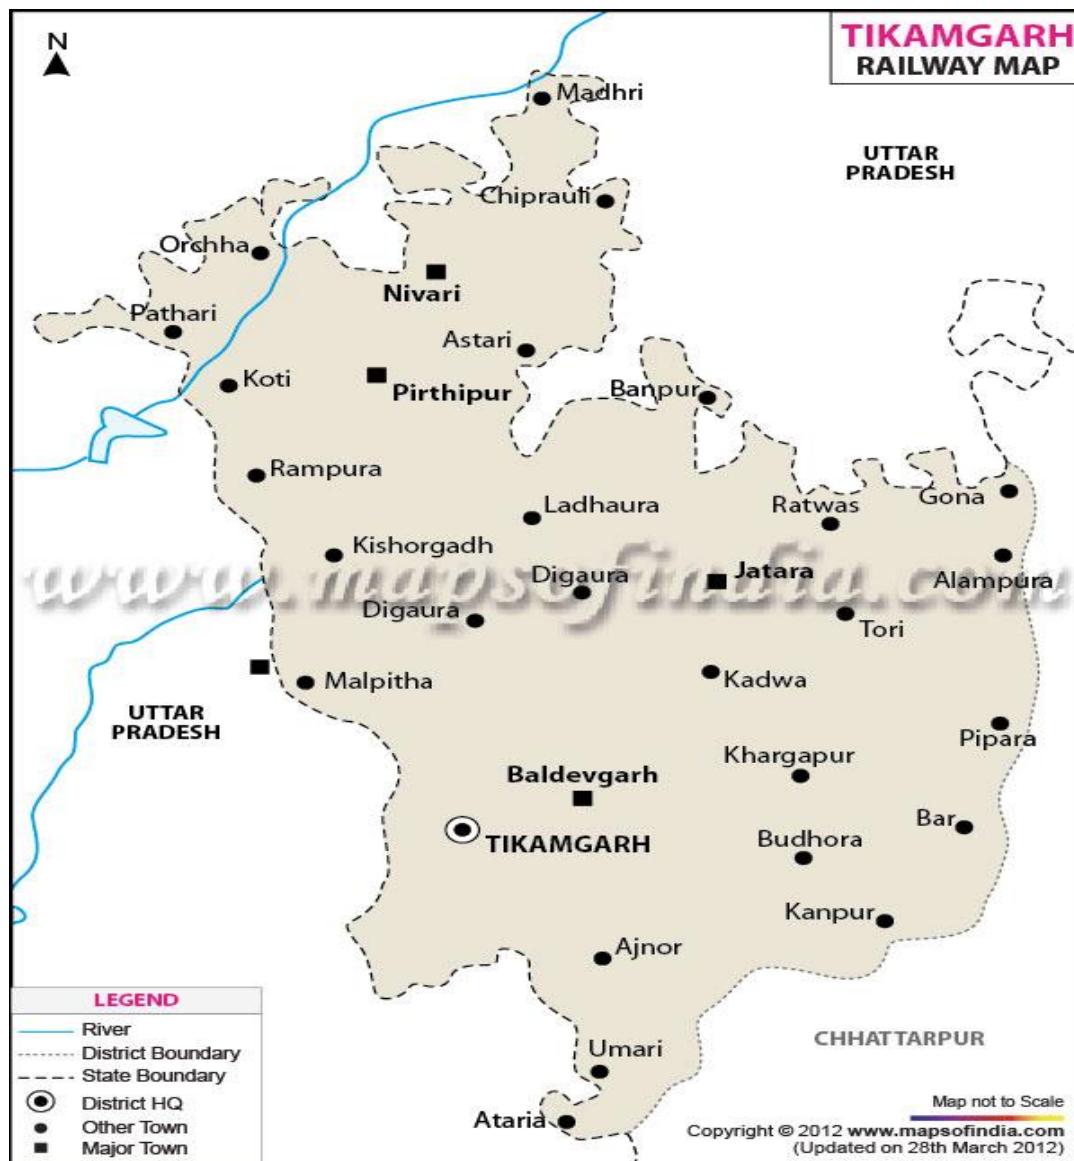 N
TIKAMGARH
RAILWAY MAP
Madhri
UTTAR
PRADESH
Chiprauli
Orchha
Nivari
Pathari
Astari
Koti
Pirthipur
Banpur
Rampura
Ladhaura
Ratwas
Gona
Kishorgadh
www.mapsofindia.com
Digaura
Jatara
Alampura
Digaura
Tori
Malpitha
Kadwa
UTTAR
PRADESH
Pipara
Khargapur
Baldevgarh
TIKAMGARH
Bar
Budhora
Kanpur
Ajnor
LEGEND
River
District Boundary
State Boundary
District HQ
Other Town
Major Town
CHHATTARPUR
Umari
Ataria
Map not to Scale
Copyright © 2012 www.mapsofindia.com
(Updated on 28th March 2012)